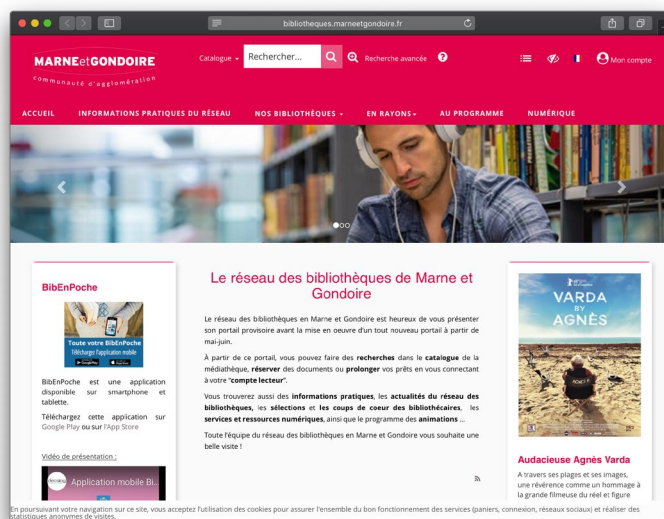 bibliotheques.marneetgondoire.fr
MARNEetGONDOIRE
communauté d'agglomération
Catalogue
Rechercher...
Recherche avancée
Mon compte
ACCUEIL
INFORMATIONS PRATIQUES DU RÉSEAU
NOS BIBLIOTHÈQUES
EN RAYONS
AU PROGRAMME
NUMÉRIQUE
BibEnPoche
Toute votre BibEnPoche
Téléchargez l'application mobile
BibEnPoche est une application
disponible sur smartphone et
tablette.
Téléchargez cette application sur
Google Play ou sur l'App Store
Vidéo de présentation :
Application mobile Bi...
Le réseau des bibliothèques de Marne et
Gondoire
Le réseau des bibliothèques en Marne et Gondoire est heureux de vous présenter
son portail provisoire avant la mise en oeuvre d'un tout nouveau portail à partir de
mai-juin.
À partir de ce portail, vous pouvez faire des recherches dans le catalogue de la
médiathèque, réserver des documents ou prolonger vos prêts en vous connectant
à votre "compte lecteur".
Vous trouverez aussi des informations pratiques, les actualités du réseau des
bibliothèques, les sélections et les coups de coeur des bibliothécaires, les
services et ressources numériques, ainsi que le programme des animations ...
Toute l'équipe du réseau des bibliothèques en Marne et Gondoire vous souhaite une
belle visite !
VARDA
BY
AGNÈS
Audacieuse Agnès Varda
A travers ses plages et ses images,
une révérence comme un hommage à
la grande filmeuse du réel et figure
En poursuivant votre navigation sur ce site, vous acceptez l'utilisation des cookies pour assurer l'ensemble du bon fonctionnement des services (paniers, connexion, réseaux sociaux) et réaliser des
statistiques anonymes de visites.